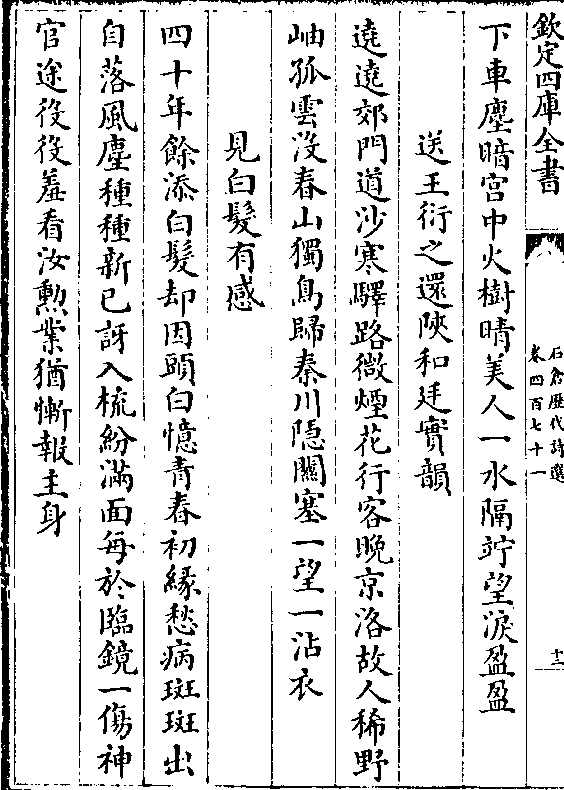 欽定四庫全書
石倉歷代詩選
卷四百七十一
十二
下車塵暗宫中火樹晴美人一水隔竚望淚盈盈
送王衍之還陜和廷實韻
遶遶郊門道沙寒驛路微煙花行客晚京洛故人稀野
岫孤雲没春山獨鳥歸秦川隐關塞一望一沾衣
見白髮有感
四十年餘添白髮却因頭白憶青春初緣愁病斑斑出
自落風塵種種新已訝入梳紛滿面每於臨鏡一傷神
官途役役羞看汝勲業猶慚報主身